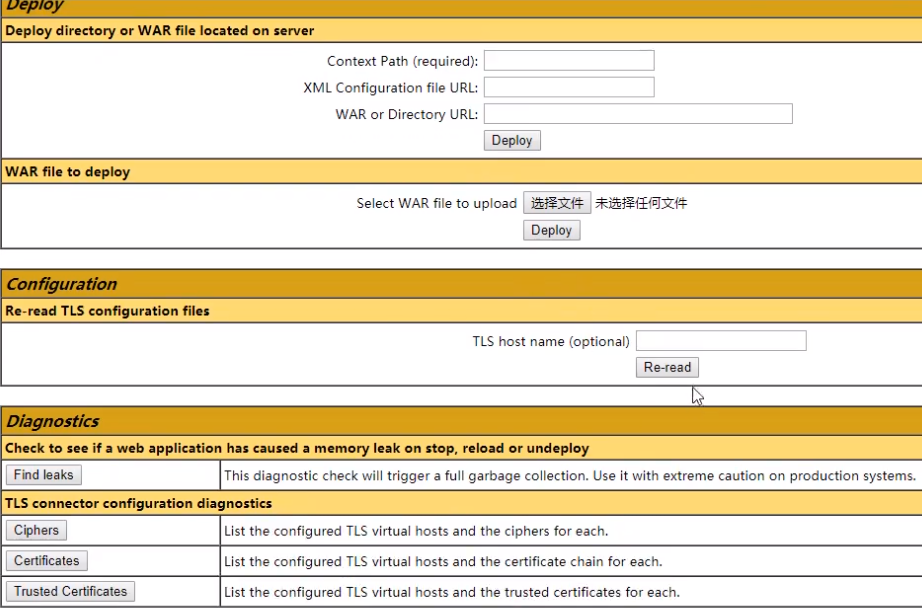 Deploy
Deploy directory or WAR file located on server
Context Path (required):
XML Configuration file URL:
WAR or Directory URL:
Deploy
WAR file to deploy
Select WAR file to upload 选择文件 未选择任何文件
Deploy
Configuration
Re-read TLS configuration files
TLS host name (optional)
Re-read
Diagnostics
Check to see if a web application has caused a memory leak on stop, reload or undeploy
Find leaks This diagnostic check will trigger a full garbage collection. Use it with extreme caution on production systems.
TLS connector configuration diagnostics
Ciphers List the configured TLS virtual hosts and the ciphers for each.
Certificates List the configured TLS virtual hosts and the certificate chain for each.
Trusted Certificates List the configured TLS virtual hosts and the trusted certificates for each.